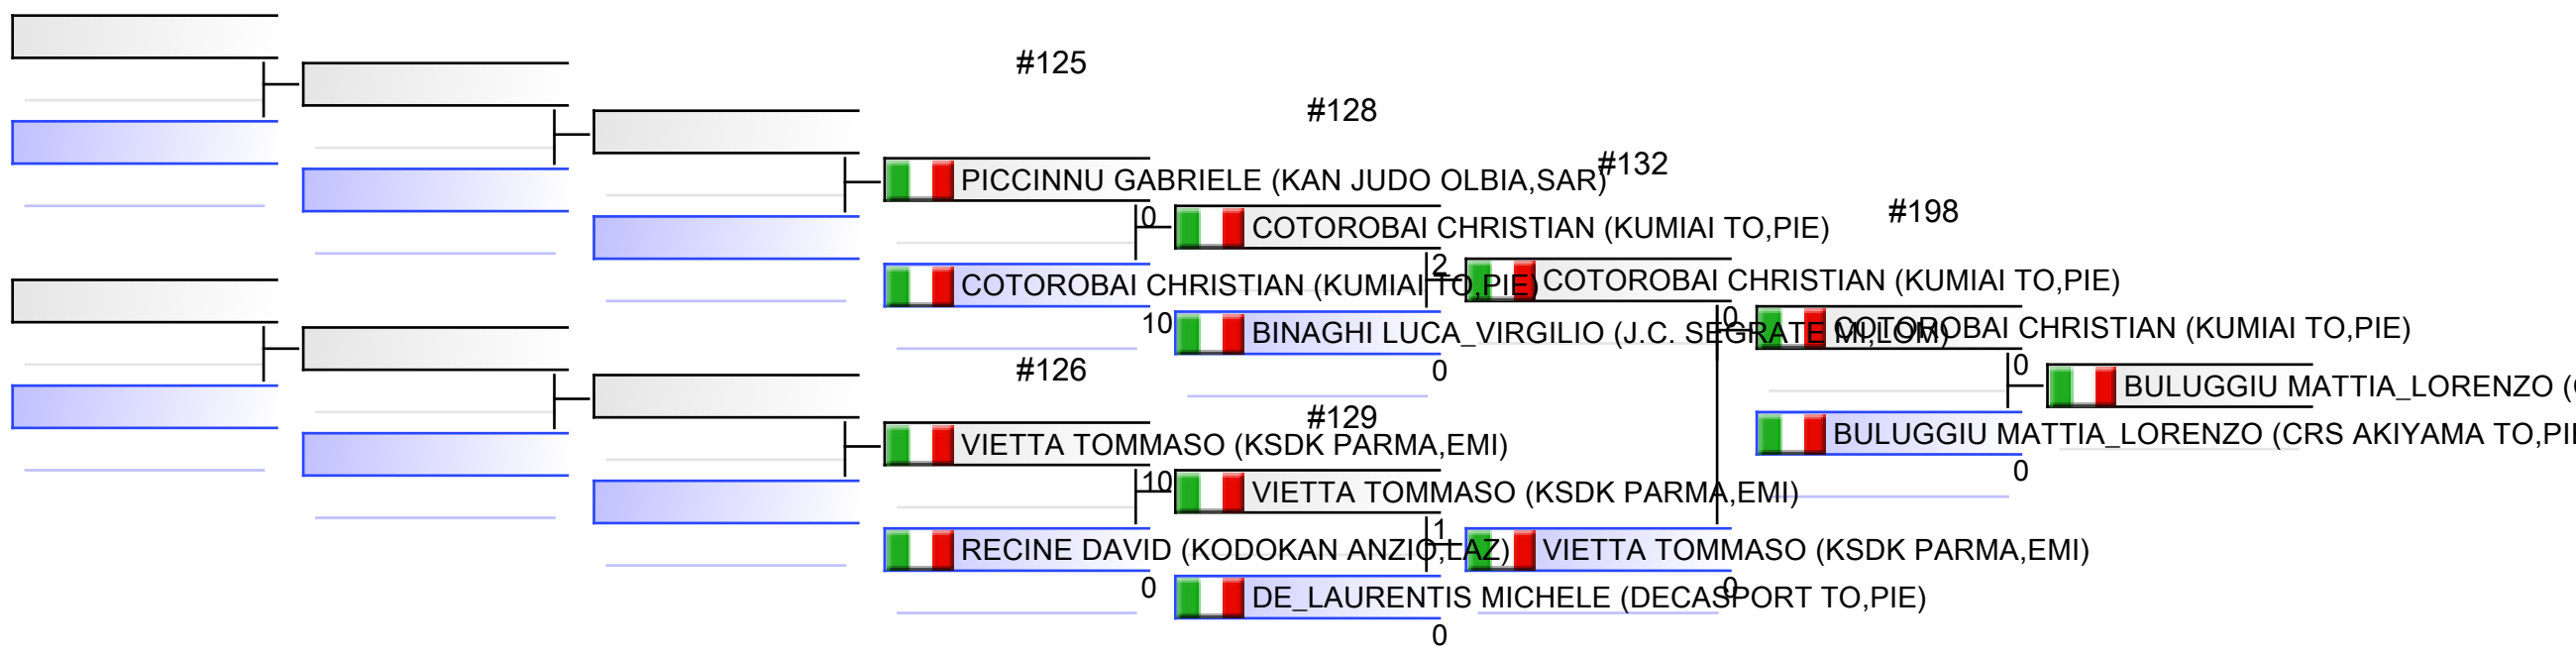 #125
#128
#132
PICCINNU GABRIELE (KAN JUDO OLBIA,SAR)
#198
0
COTOROBAI CHRISTIAN (KUMIAI TO,PIE)
2
COTOROBAI CHRISTIAN (KUMIAI TO,PIE)
COTOROBAI CHRISTIAN (KUMIAI TO,PIE)
10
0
BINAGHI LUCA_VIRGILIO (J.C. SEGRATE MI,LOM)
COTOROBAI CHRISTIAN (KUMIAI TO,PIE)
#126
0
0
BULUGGIU MATTIA_LORENZO (
#129
BULUGGIU MATTIA_LORENZO (CRS AKIYAMA TO,PI
VIETTA TOMMASO (KSDK PARMA,EMI)
0
10
VIETTA TOMMASO (KSDK PARMA,EMI)
1
RECINE DAVID (KODOKAN ANZIO,LAZ)
VIETTA TOMMASO (KSDK PARMA,EMI)
0
0
DE_LAURENTIS MICHELE (DECASPORT TO,PIE)
0